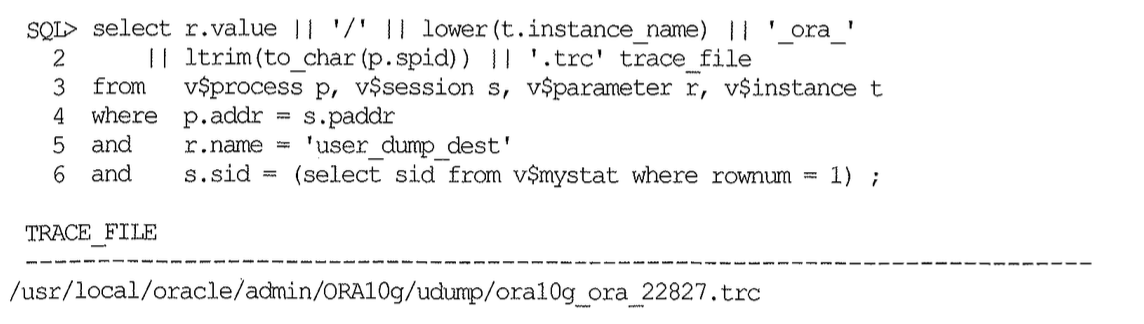 SQL> select r.value || '/' || lower(t.instance_name) || '_ora_'
2 || ltrim(to_char(p.spid)) || '.trc' trace_file
3 from v$process p, v$session s, v$parameter r, v$instance t
4 where p.addr = s.paddr
5 and r.name = 'user_dump_dest'
6 and s.sid = (select sid from v$mystat where rownum = 1) ;
TRACE_FILE
--------------------------------------------------------------------------------
/usr/local/oracle/admin/ORA10g/udump/ora10g_ora_22827.trc